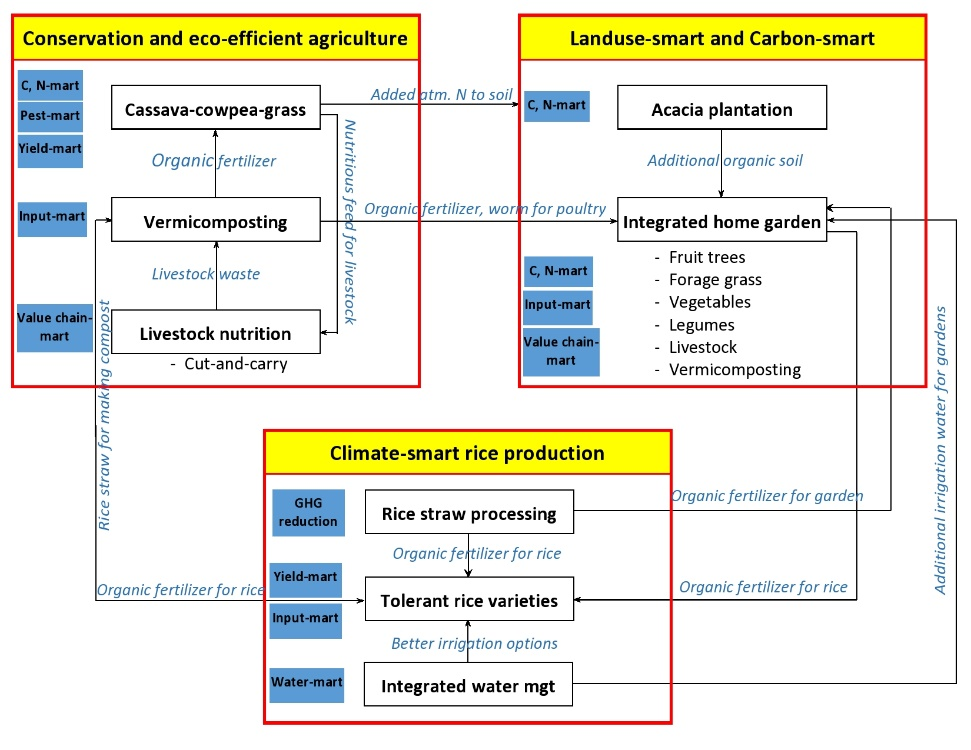 Conservation and eco-efficient agriculture
C, N-mart
Pest-mart
Yield-mart
Cassava-cowpea-grass
Organic fertilizer
Input-mart
Vermicomposting
Livestock waste
Value chain-
mart
Livestock nutrition
- Cut-and-carry
Nutritious feed for livestock
Added atm. N to soil
Organic fertilizer, worm for poultry
Landuse-smart and Carbon-smart
C, N-mart
Acacia plantation
Additional organic soil
Integrated home garden
C, N-mart
Input-mart
Value chain-
mart
- Fruit trees
- Forage grass
- Vegetables
- Legumes
- Livestock
- Vermicomposting
Rice straw for making compost
Organic fertilizer for rice
Climate-smart rice production
GHG
reduction
Rice straw processing
Organic fertilizer for rice
Yield-mart
Input-mart
Tolerant rice varieties
Better irrigation options
Water-mart
Integrated water mgt
Organic fertilizer for garden
Organic fertilizer for rice
Additional irrigation water for gardens